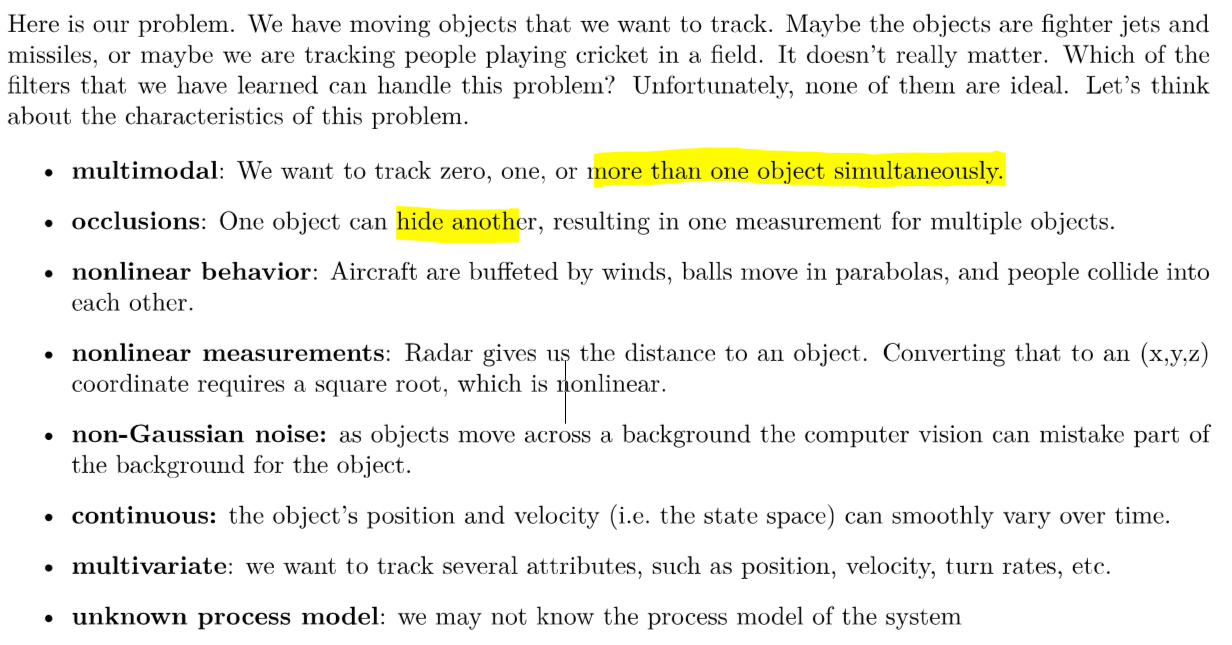 Here is our problem. We have moving objects that we want to track. Maybe the objects are fighter jets and
missiles, or maybe we are tracking people playing cricket in a field. It doesn't really matter. Which of the
filters that we have learned can handle this problem? Unfortunately, none of them are ideal. Let's think
about the characteristics of this problem.
• multimodal: We want to track zero, one, or more than one object simultaneously.
• occlusions: One object can hide another, resulting in one measurement for multiple objects.
• nonlinear behavior: Aircraft are buffeted by winds, balls move in parabolas, and people collide into
each other.
• nonlinear measurements: Radar gives us the distance to an object. Converting that to an (x,y,z)
coordinate requires a square root, which is nonlinear.
• non-Gaussian noise: as objects move across a background the computer vision can mistake part of
the background for the object.
• continuous: the object's position and velocity (i.e. the state space) can smoothly vary over time.
• multivariate: we want to track several attributes, such as position, velocity, turn rates, etc.
• unknown process model: we may not know the process model of the system